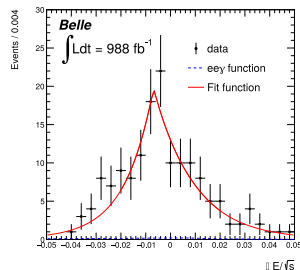 Events / 0.004
30
25
20
15
10
5
0
Belle
∫Ldt = 988 fb⁻¹
data
eeγ function
Fit function
−0.05 −0.04 −0.03 −0.02 −0.01 0 0.01 0.02 0.03 0.04 0.05
▯ E/√s